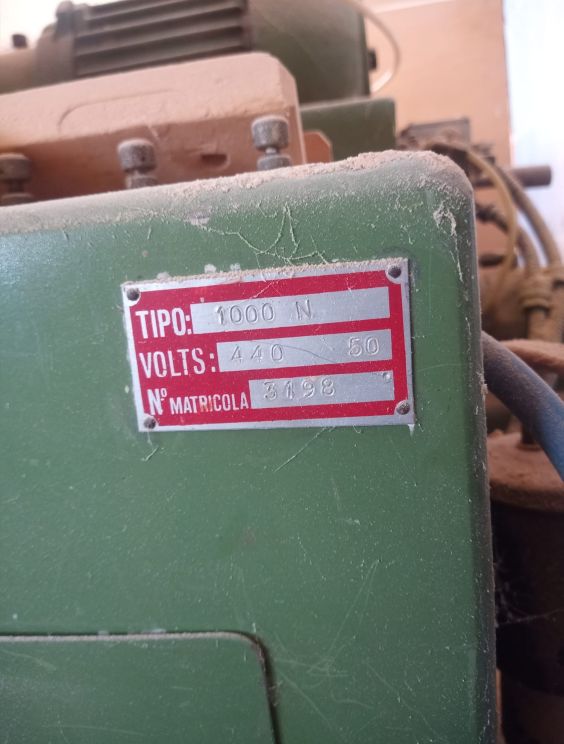 TIPO: 1000 N
VOLTS: 440 50
Nº MATRICOLA 3198